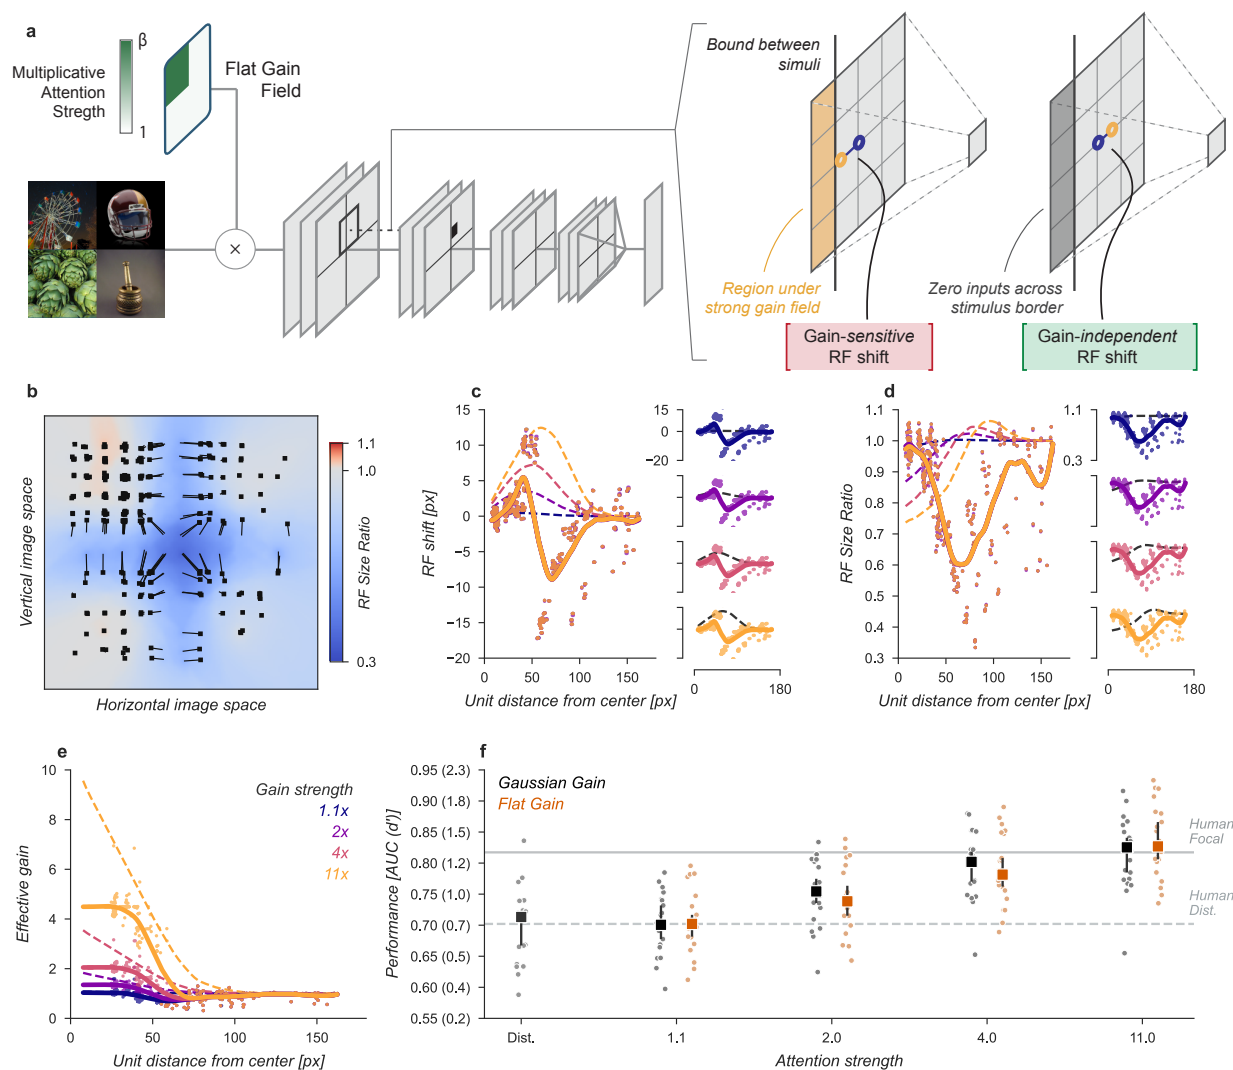 a
β
Multiplicative
Attention
Stregth
1
Flat Gain
Field
×
Bound between
simuli
Region under
strong gain field
Gain-sensitive
RF shift
Zero inputs across
stimulus border
Gain-independent
RF shift
b
Vertical image space
Horizontal image space
1.1
1.0
0.3
RF Size Ratio
c
15
10
5
0
−5
−10
−15
−20
RF shift [px]
0
50
100
150
Unit distance from center [px]
15
0
−20
0
180
d
1.1
1.0
0.9
0.8
0.7
0.6
0.5
0.4
0.3
RF Size Ratio
0
50
100
150
Unit distance from center [px]
1.1
0.3
0
180
e
10
8
6
4
2
0
Effective gain
0
50
100
150
Unit distance from center [px]
Gain strength
1.1x
2x
4x
11x
f
0.95 (2.3)
0.90 (1.8)
0.85 (1.5)
0.80 (1.2)
0.75 (1.0)
0.70 (0.7)
0.65 (0.5)
0.60 (0.4)
0.55 (0.2)
Performance [AUC (d')]
Gaussian Gain
Flat Gain
Human
Focal
Human
Dist.
Dist.
1.1
2.0
4.0
11.0
Attention strength